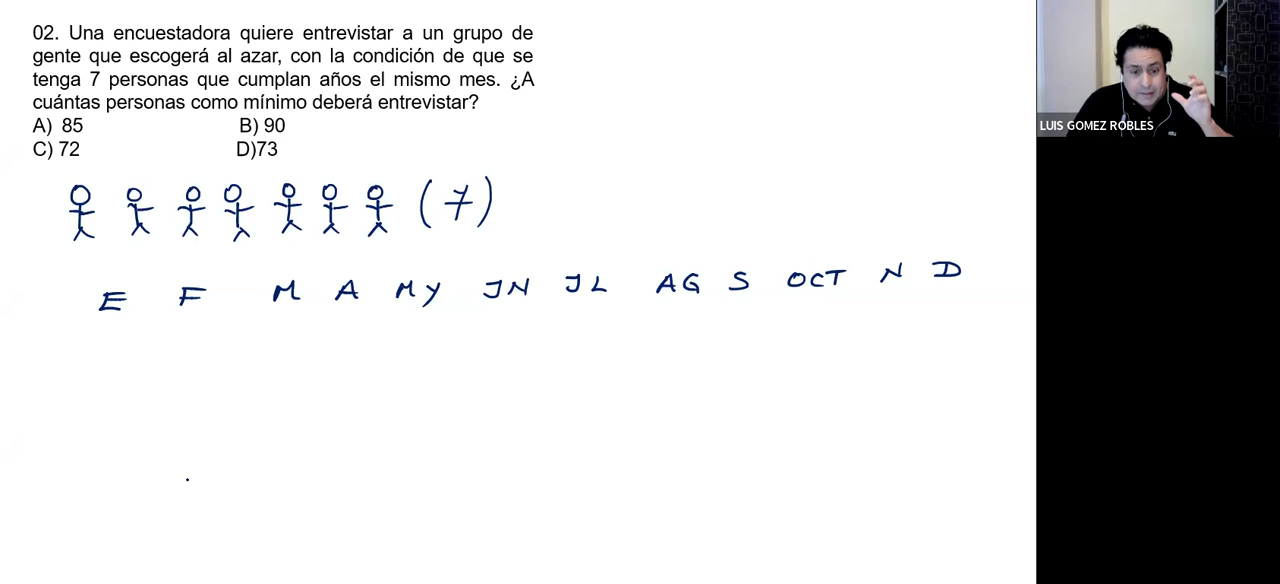 02. Una encuestadora quiere entrevistar a un grupo de
gente que escogerá al azar, con la condición de que se
tenga 7 personas que cumplan años el mismo mes. ¿A
cuántas personas como mínimo deberá entrevistar?
A) 85 B) 90
C) 72 D)73
(7)
E F M A MY JN JL AG S OCT N D
LUIS GOMEZ ROBLES